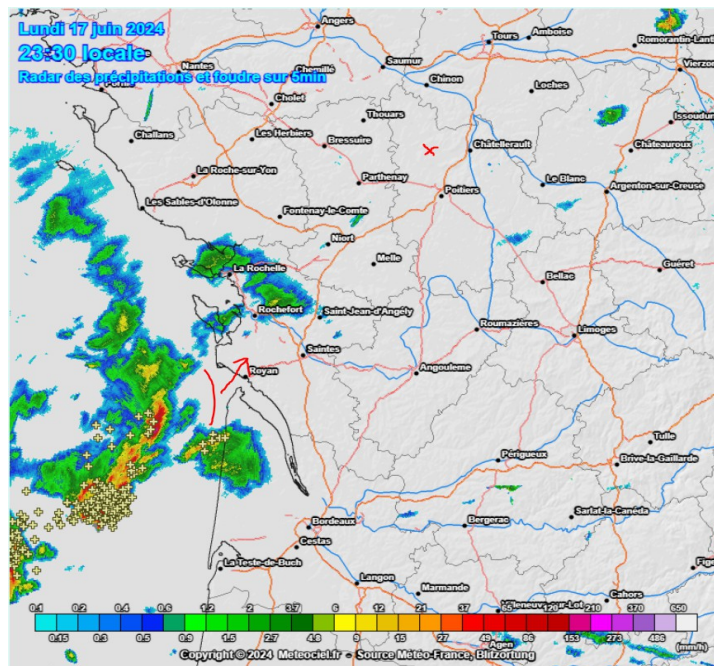 Lundi 17 juin 2024
23:30 locale
Radar des précipitations et foudre sur 5min
Angers
Tours
Amboise
Romorantin-Lant
Nantes
Saumur
Vierzon
Chemillé
Chinon
Loches
Cholet
Thouars
Issoudun
Challans
Les Herbiers
Bressuire
Châtellerault
Châteauroux
La Roche-sur-Yon
Parthenay
Le Blanc
Argenton-sur-Creuse
Poitiers
Les Sables-d'Olonne
Fontenay-le-Comte
Niort
Melle
Guéret
La Rochelle
Bellac
Rochefort
Saint-Jean-d'Angély
Roumazières
Limoges
Saintes
Royan
Angouleme
Tulle
Périgueux
Brive-la-Gaillarde
Bordeaux
Bergerac
Sarlat-la-Canéda
Cestas
La Teste-de-Buch
Langon
Marmande
Cahors
Villeneuve-sur-Lot
Agen
0.1 0.2 0.4 0.6 1.2 2 3.7 6 12 21 37 65 120 210 370 650
0.15 0.3 0.5 0.9 1.5 2.7 4.8 9 15 27 49 86 153 273 486 (mm/h)
Copyright © 2024 Meteociel.fr - Source Météo-France, Blitzortung